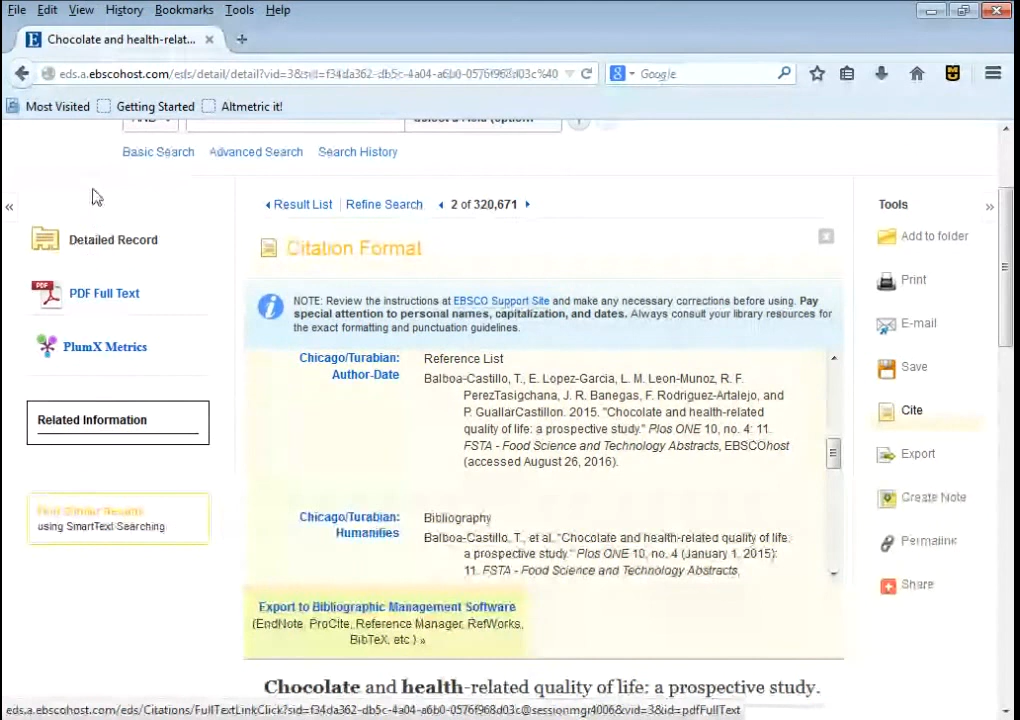 File Edit View History Bookmarks Tools Help
Chocolate and health-relat... ×
eds.a.ebscohost.com/eds/detail/detail?vid=3&sid=f34da362-db5c-4a04-a6b0-0576f968d03c%40
Google
Most Visited Getting Started Altmetric it!
Basic Search Advanced Search Search History
« Result List Refine Search 2 of 320,671 Tools »
Detailed Record
PDF Full Text
PlumX Metrics
Related Information
using SmartText Searching
Citation Format
NOTE: Review the instructions at EBSCO Support Site and make any necessary corrections before using. Pay
special attention to personal names, capitalization, and dates. Always consult your library resources for
the exact formatting and punctuation guidelines.
Chicago/Turabian: Reference List
Author-Date
Balboa-Castillo, T., E. Lopez-Garcia, L. M. Leon-Munoz, R. F.
PerezTasigchana, J. R. Banegas, F. Rodriguez-Artalejo, and
P. GuallarCastillon. 2015. "Chocolate and health-related
quality of life: a prospective study." Plos ONE 10, no. 4: 11.
FSTA - Food Science and Technology Abstracts, EBSCOhost
(accessed August 26, 2016).
Chicago/Turabian: Bibliography
Humanities
Balboa-Castillo, T., et al. "Chocolate and health-related quality of life:
a prospective study." Plos ONE 10, no. 4 (January 1, 2015):
11. FSTA - Food Science and Technology Abstracts,
Export to Bibliographic Management Software
(EndNote, ProCite, Reference Manager, RefWorks,
BibTeX, etc.) »
Chocolate and health-related quality of life: a prospective study.
Add to folder
Print
E-mail
Save
Cite
Export
Create Note
Permalink
Share
eds.a.ebscohost.com/eds/Citations/FullTextLinkClick?sid=f34da362-db5c-4a04-a6b0-0576f968d03c@sessionmgr4006&vid=3&id=pdfFullText